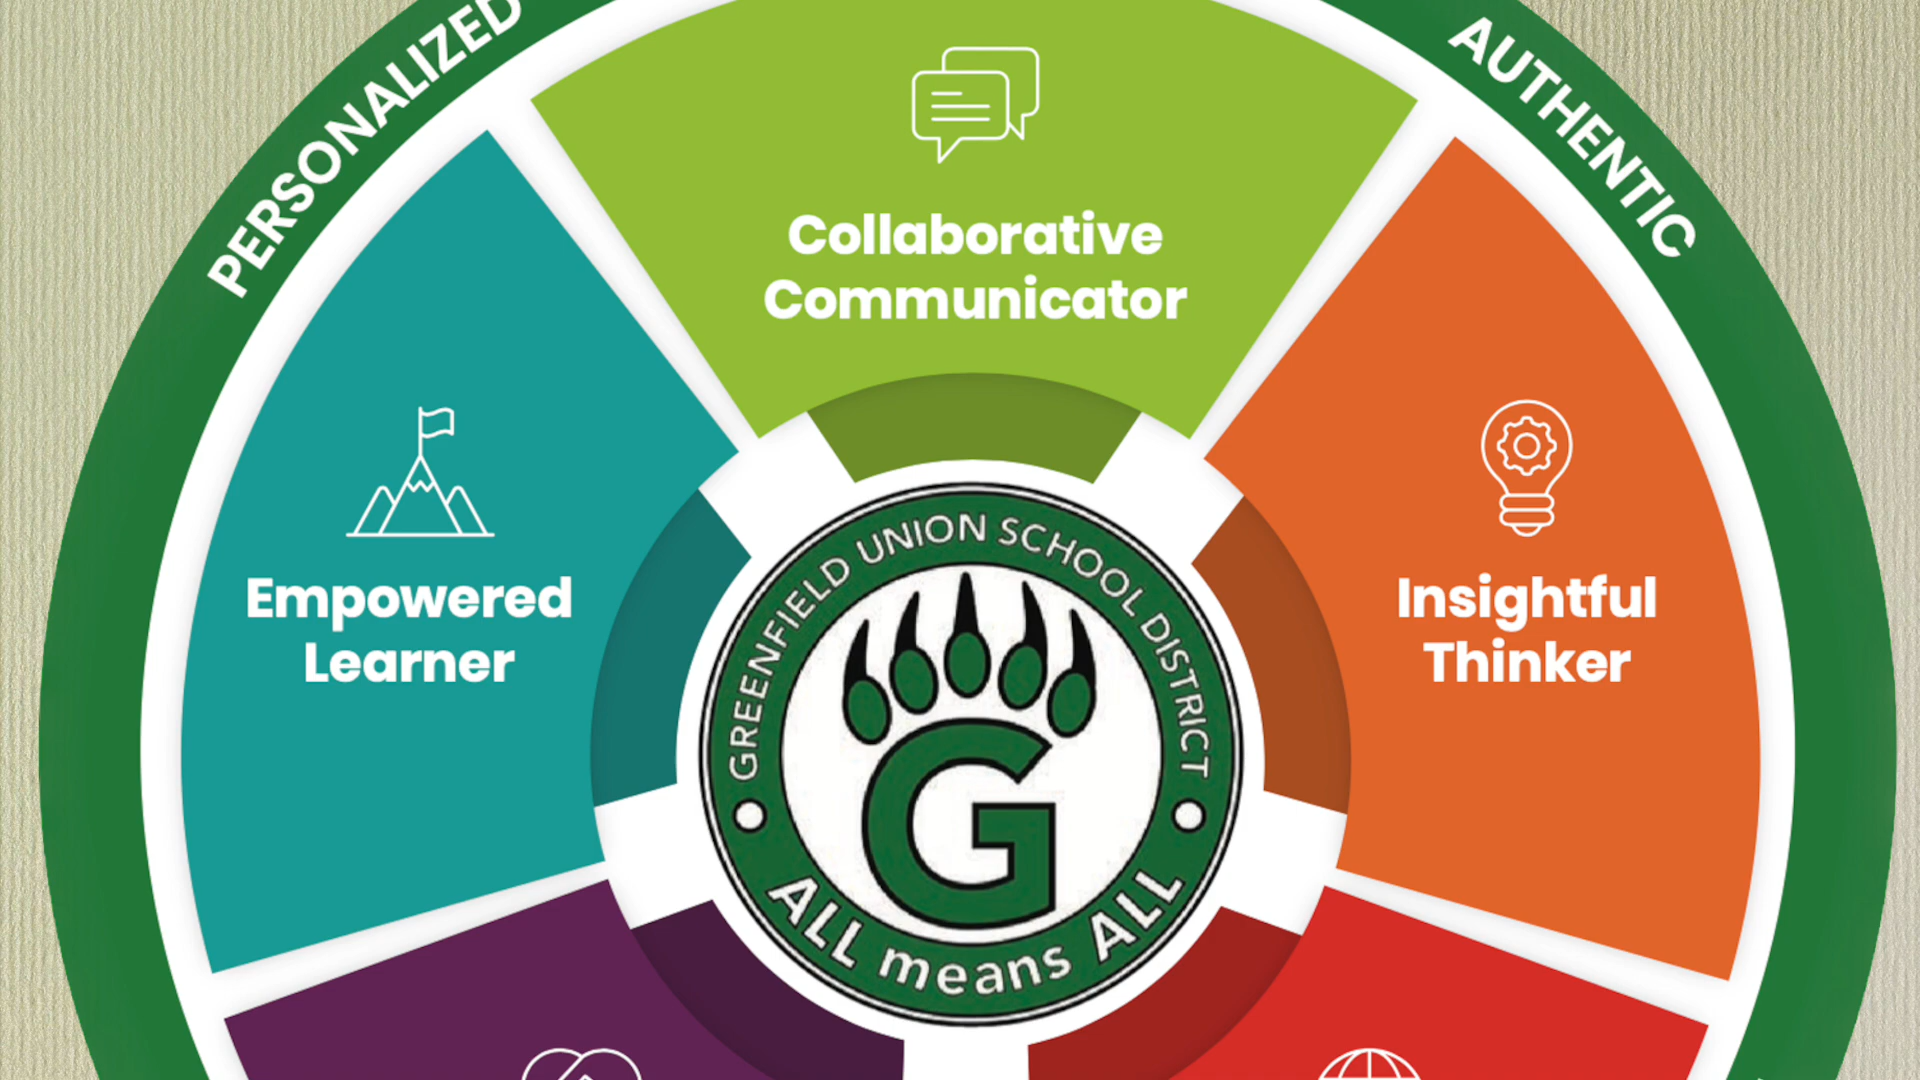 PERSONALIZED
AUTHENTIC
Collaborative
Communicator
Empowered
Learner
Insightful
Thinker
GREENFIELD UNION SCHOOL DISTRICT
G
ALL means ALL